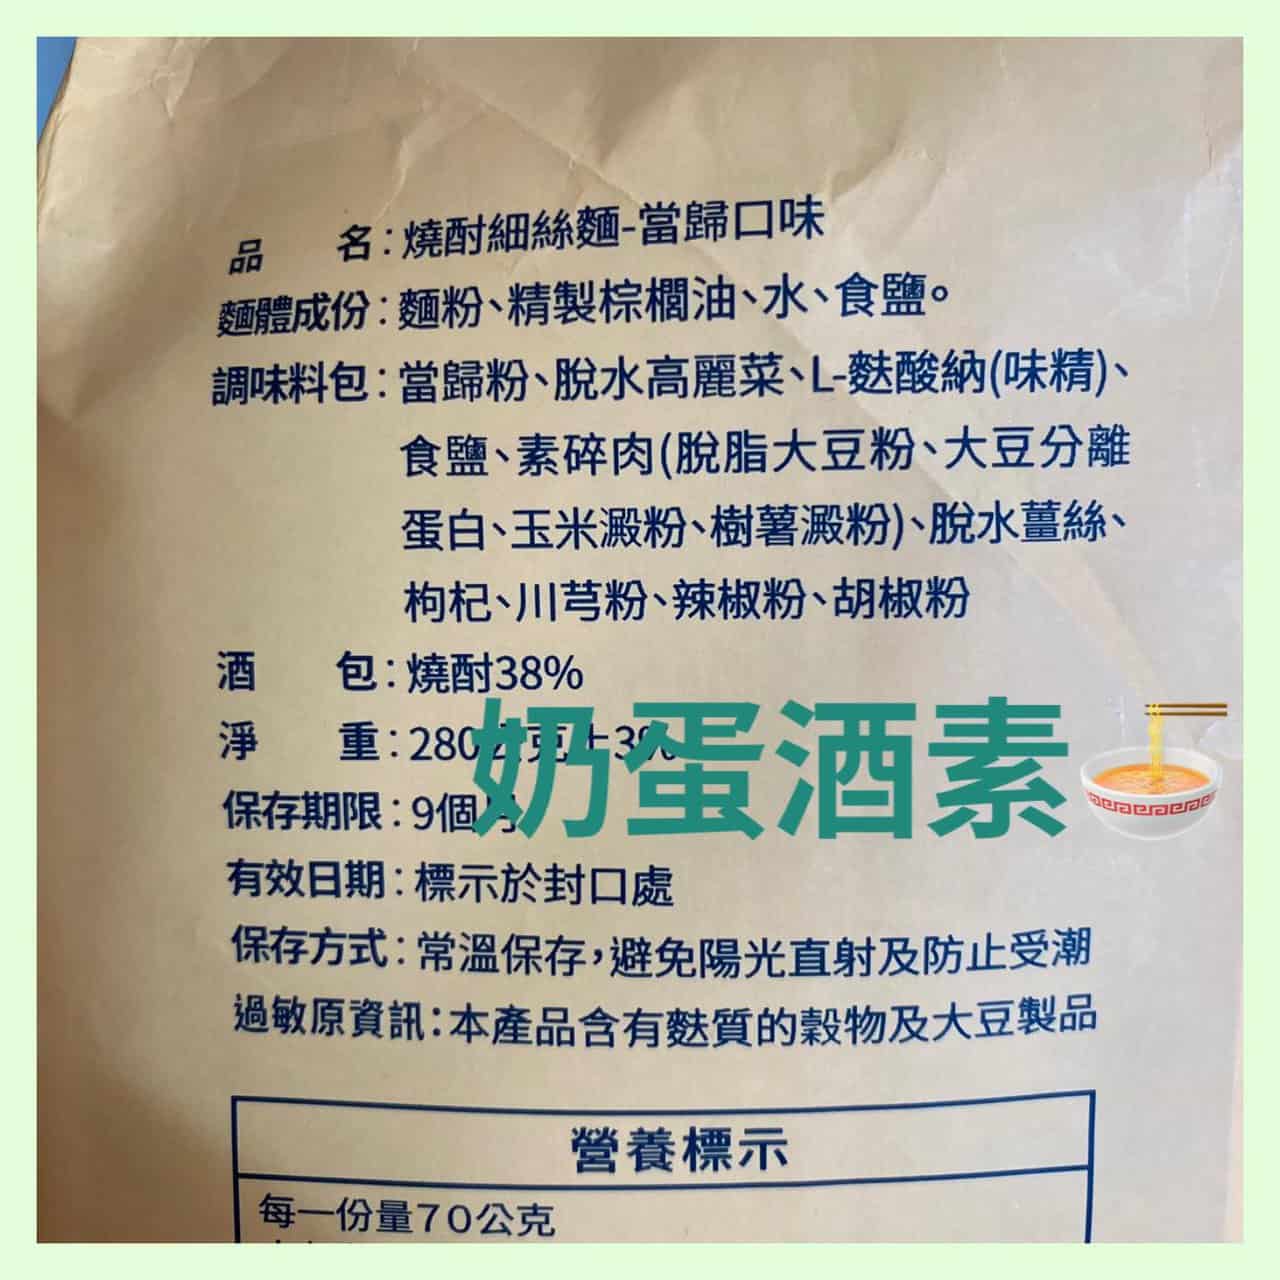 品 名：燒酎細絲麵-當歸口味
麵體成份：麵粉、精製棕櫚油、水、食鹽。
調味料包：當歸粉、脫水高麗菜、L-麩酸納(味精)、
食鹽、素碎肉(脫脂大豆粉、大豆分離
蛋白、玉米澱粉、樹薯澱粉)、脫水薑絲、
枸杞、川芎粉、辣椒粉、胡椒粉
酒 包：燒酎38%
淨 重：280公克±3%
奶蛋酒素
保存期限：9個月
有效日期：標示於封口處
保存方式：常溫保存，避免陽光直射及防止受潮
過敏原資訊：本產品含有麩質的穀物及大豆製品
營養標示
每一份量70公克